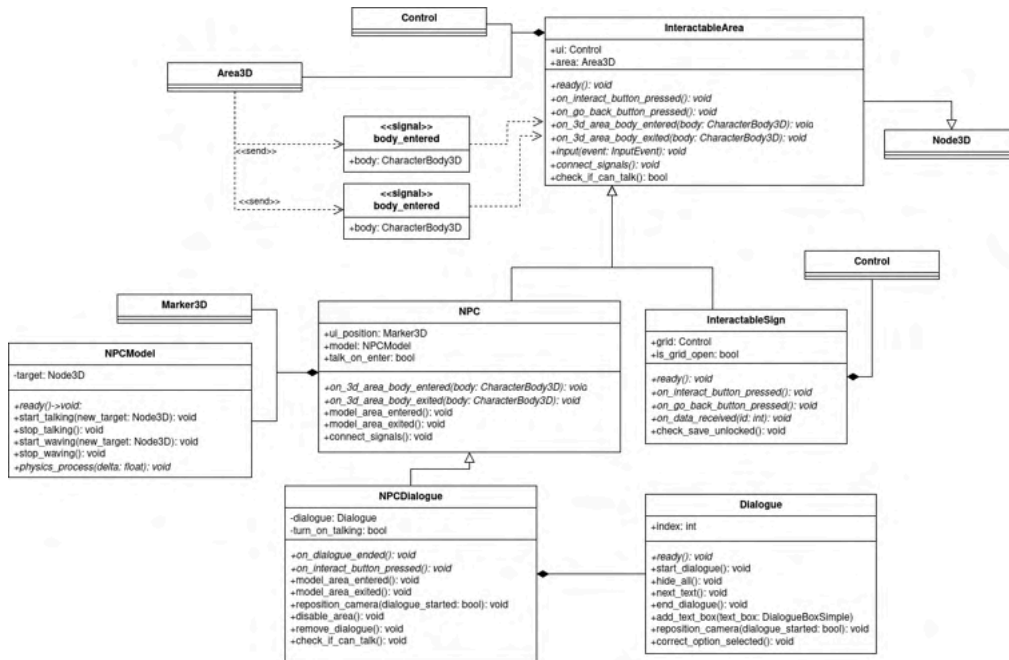 Control
InteractableArea
+ui: Control
+area: Area3D
+ready(): void
+on_interact_button_pressed(): void
+on_go_back_button_pressed(): void
+on_3d_area_body_entered(body: CharacterBody3D): void
+on_3d_area_body_exited(body: CharacterBody3D): void
+input(event: InputEvent): void
+connect_signals(): void
+check_if_can_talk(): bool
Area3D
Node3D
<<signal>>
body_entered
+body: CharacterBody3D
<<send>>
<<signal>>
body_entered
+body: CharacterBody3D
<<send>>
Control
Marker3D
NPC
+ui_position: Marker3D
+model: NPCModel
+talk_on_enter: bool
+on_3d_area_body_entered(body: CharacterBody3D): void
+on_3d_area_body_exited(body: CharacterBody3D): void
+model_area_entered(): void
+model_area_exited(): void
+connect_signals(): void
InteractableSign
+grid: Control
+is_grid_open: bool
+ready(): void
+on_interact_button_pressed(): void
+on_go_back_button_pressed(): void
+on_data_received(id: int): void
+check_save_unlocked(): void
NPCModel
-target: Node3D
+ready()->void:
+start_talking(new_target: Node3D): void
+stop_talking(): void
+start_waving(new_target: Node3D): void
+stop_waving(): void
+physics_process(delta: float): void
NPCDialogue
-dialogue: Dialogue
-turn_on_talking: bool
+on_dialogue_ended(): void
+on_interact_button_pressed(): void
+model_area_entered(): void
+model_area_exited(): void
+reposition_camera(dialogue_started: bool): void
+disable_area(): void
+remove_dialogue(): void
+check_if_can_talk(): void
Dialogue
+index: int
+ready(): void
+start_dialogue(): void
+hide_all(): void
+next_text(): void
+end_dialogue(): void
+add_text_box(text_box: DialogueBoxSimple)
+reposition_camera(dialogue_started: bool): void
+correct_option_selected(): void